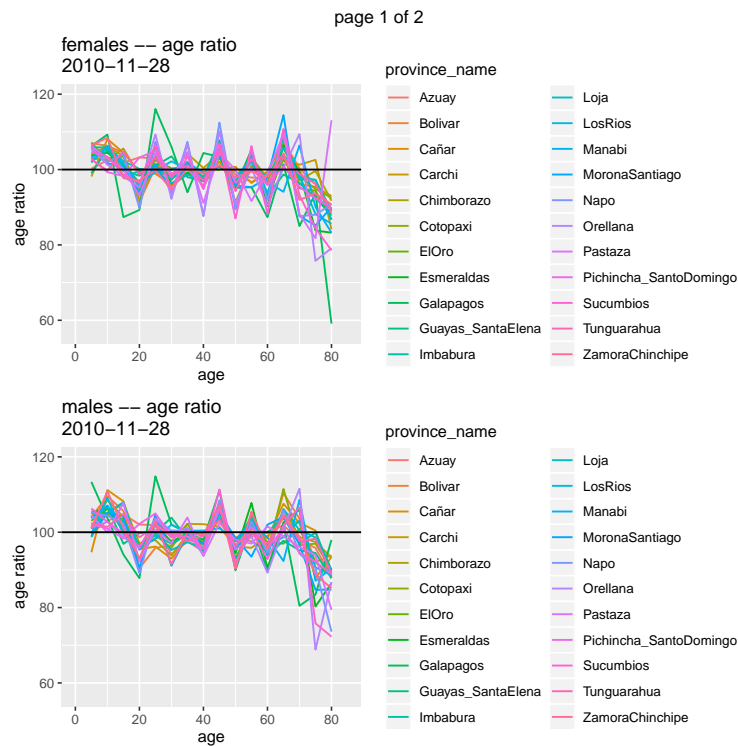 page 1 of 2
females −− age ratio
2010−11−28
province_name
120
100
80
60
age ratio
0 20 40 60 80
age
Azuay
Bolivar
Cañar
Carchi
Chimborazo
Cotopaxi
ElOro
Esmeraldas
Galapagos
Guayas_SantaElena
Imbabura
Loja
LosRios
Manabi
MoronaSantiago
Napo
Orellana
Pastaza
Pichincha_SantoDomingo
Sucumbios
Tunguarahua
ZamoraChinchipe
males −− age ratio
2010−11−28
province_name
120
100
80
60
age ratio
0 20 40 60 80
age
Azuay
Bolivar
Cañar
Carchi
Chimborazo
Cotopaxi
ElOro
Esmeraldas
Galapagos
Guayas_SantaElena
Imbabura
Loja
LosRios
Manabi
MoronaSantiago
Napo
Orellana
Pastaza
Pichincha_SantoDomingo
Sucumbios
Tunguarahua
ZamoraChinchipe